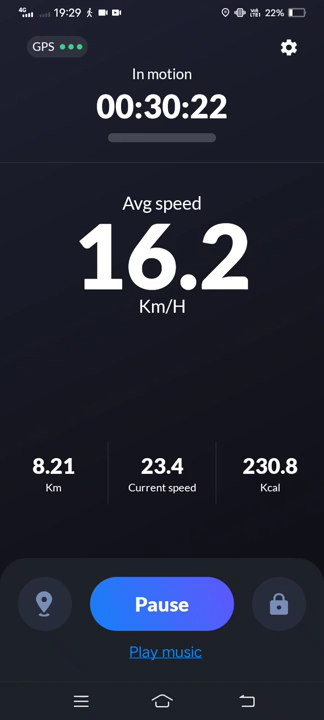 4G 19:29 22%
GPS
In motion
00:30:22
Avg speed
16.2
Km/H
8.21 23.4 230.8
Km Current speed Kcal
Pause
Play music